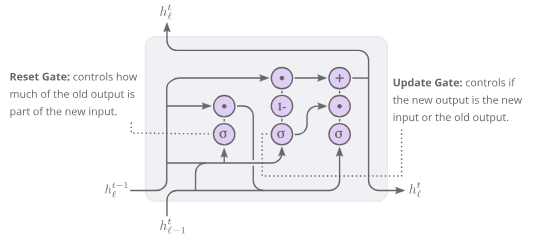 h_ℓ^t
Reset Gate: controls how
much of the old output is
part of the new input.
Update Gate: controls if
the new output is the new
input or the old output.
· · +
· 1- ·
σ σ σ
h_ℓ^{t−1}
h_ℓ^t
h_{ℓ−1}^t